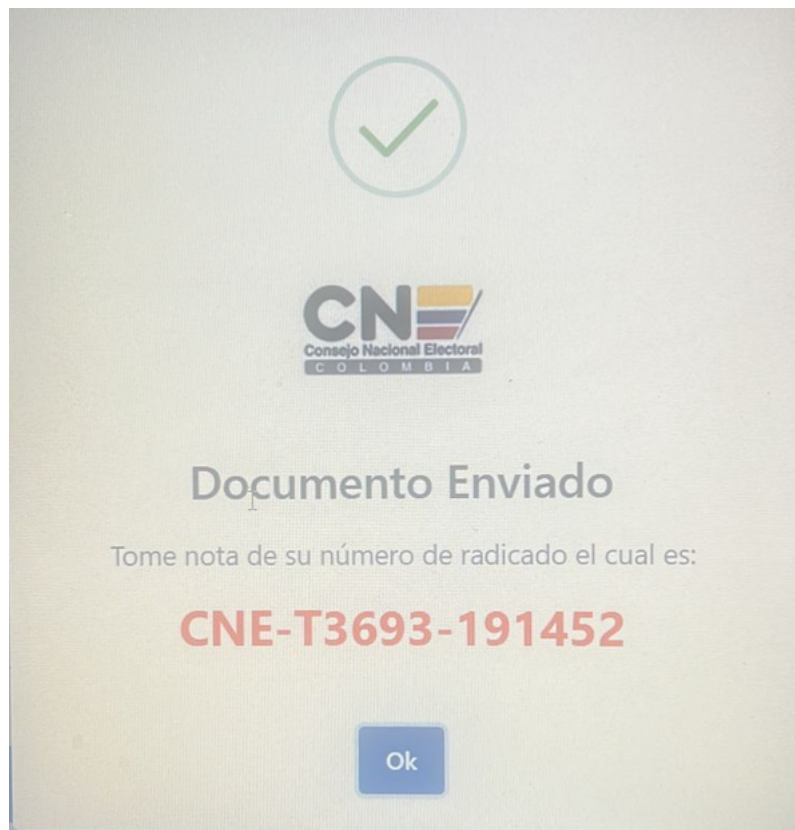 CNE
Consejo Nacional Electoral
COLOMBIA
Documento Enviado
Tome nota de su número de radicado el cual es:
CNE-T3693-191452
Ok